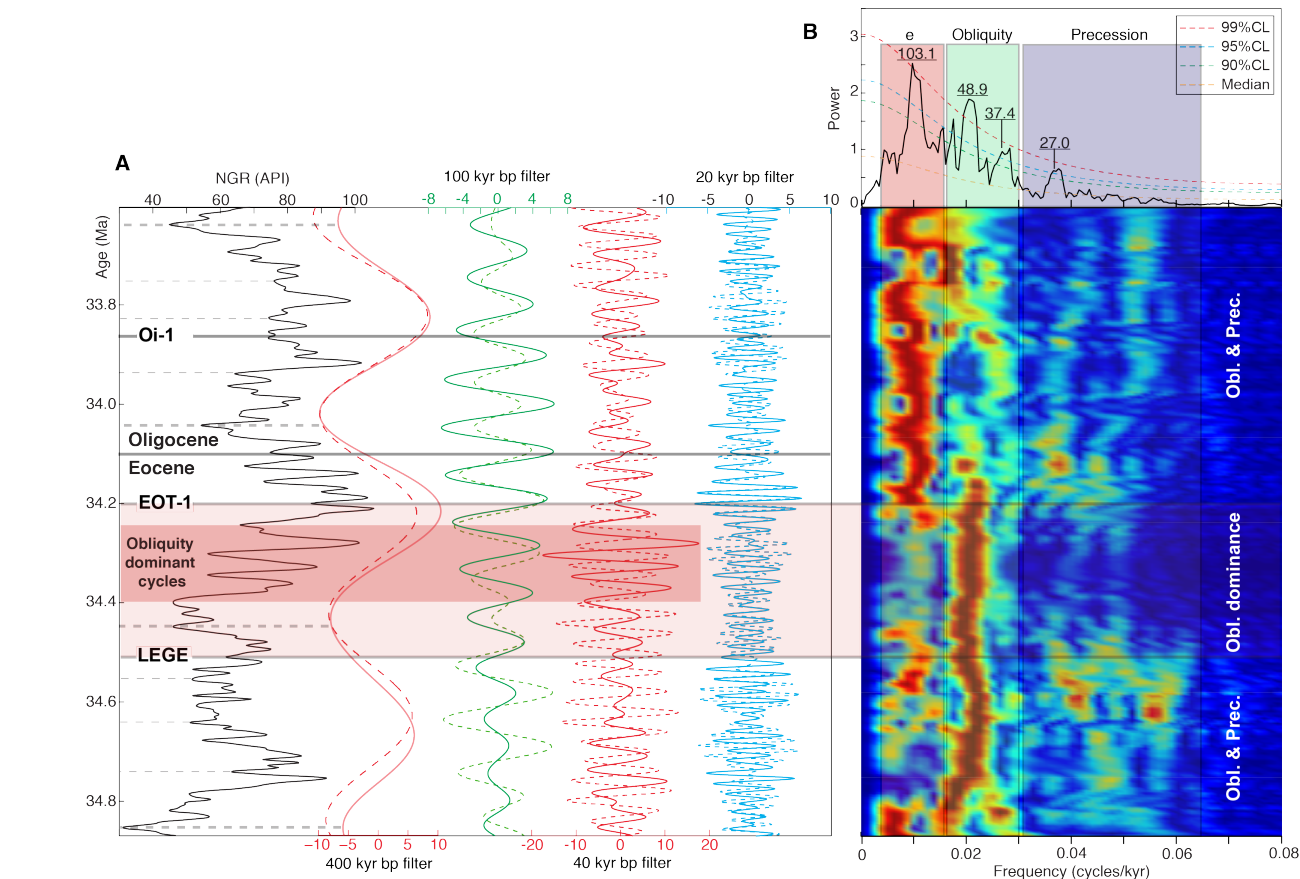 B
e
Obliquity
Precession
99%CL
95%CL
90%CL
Median
103.1
48.9
37.4
27.0
Power
3
2
1
0
A
NGR (API)
100 kyr bp filter
20 kyr bp filter
40 60 80 100
-8 -4 0 4 8
-10 -5 0 5 10
Age (Ma)
33.8
Oi-1
34.0
Oligocene
Eocene
34.2
EOT-1
Obliquity
dominant
cycles
34.4
LEGE
34.6
34.8
Obl. & Prec.
Obl. dominance
Obl. & Prec.
−10 −5 0 5 10
-20 -10 0 10 20
400 kyr bp filter
40 kyr bp filter
0 0.02 0.04 0.06 0.08
Frequency (cycles/kyr)